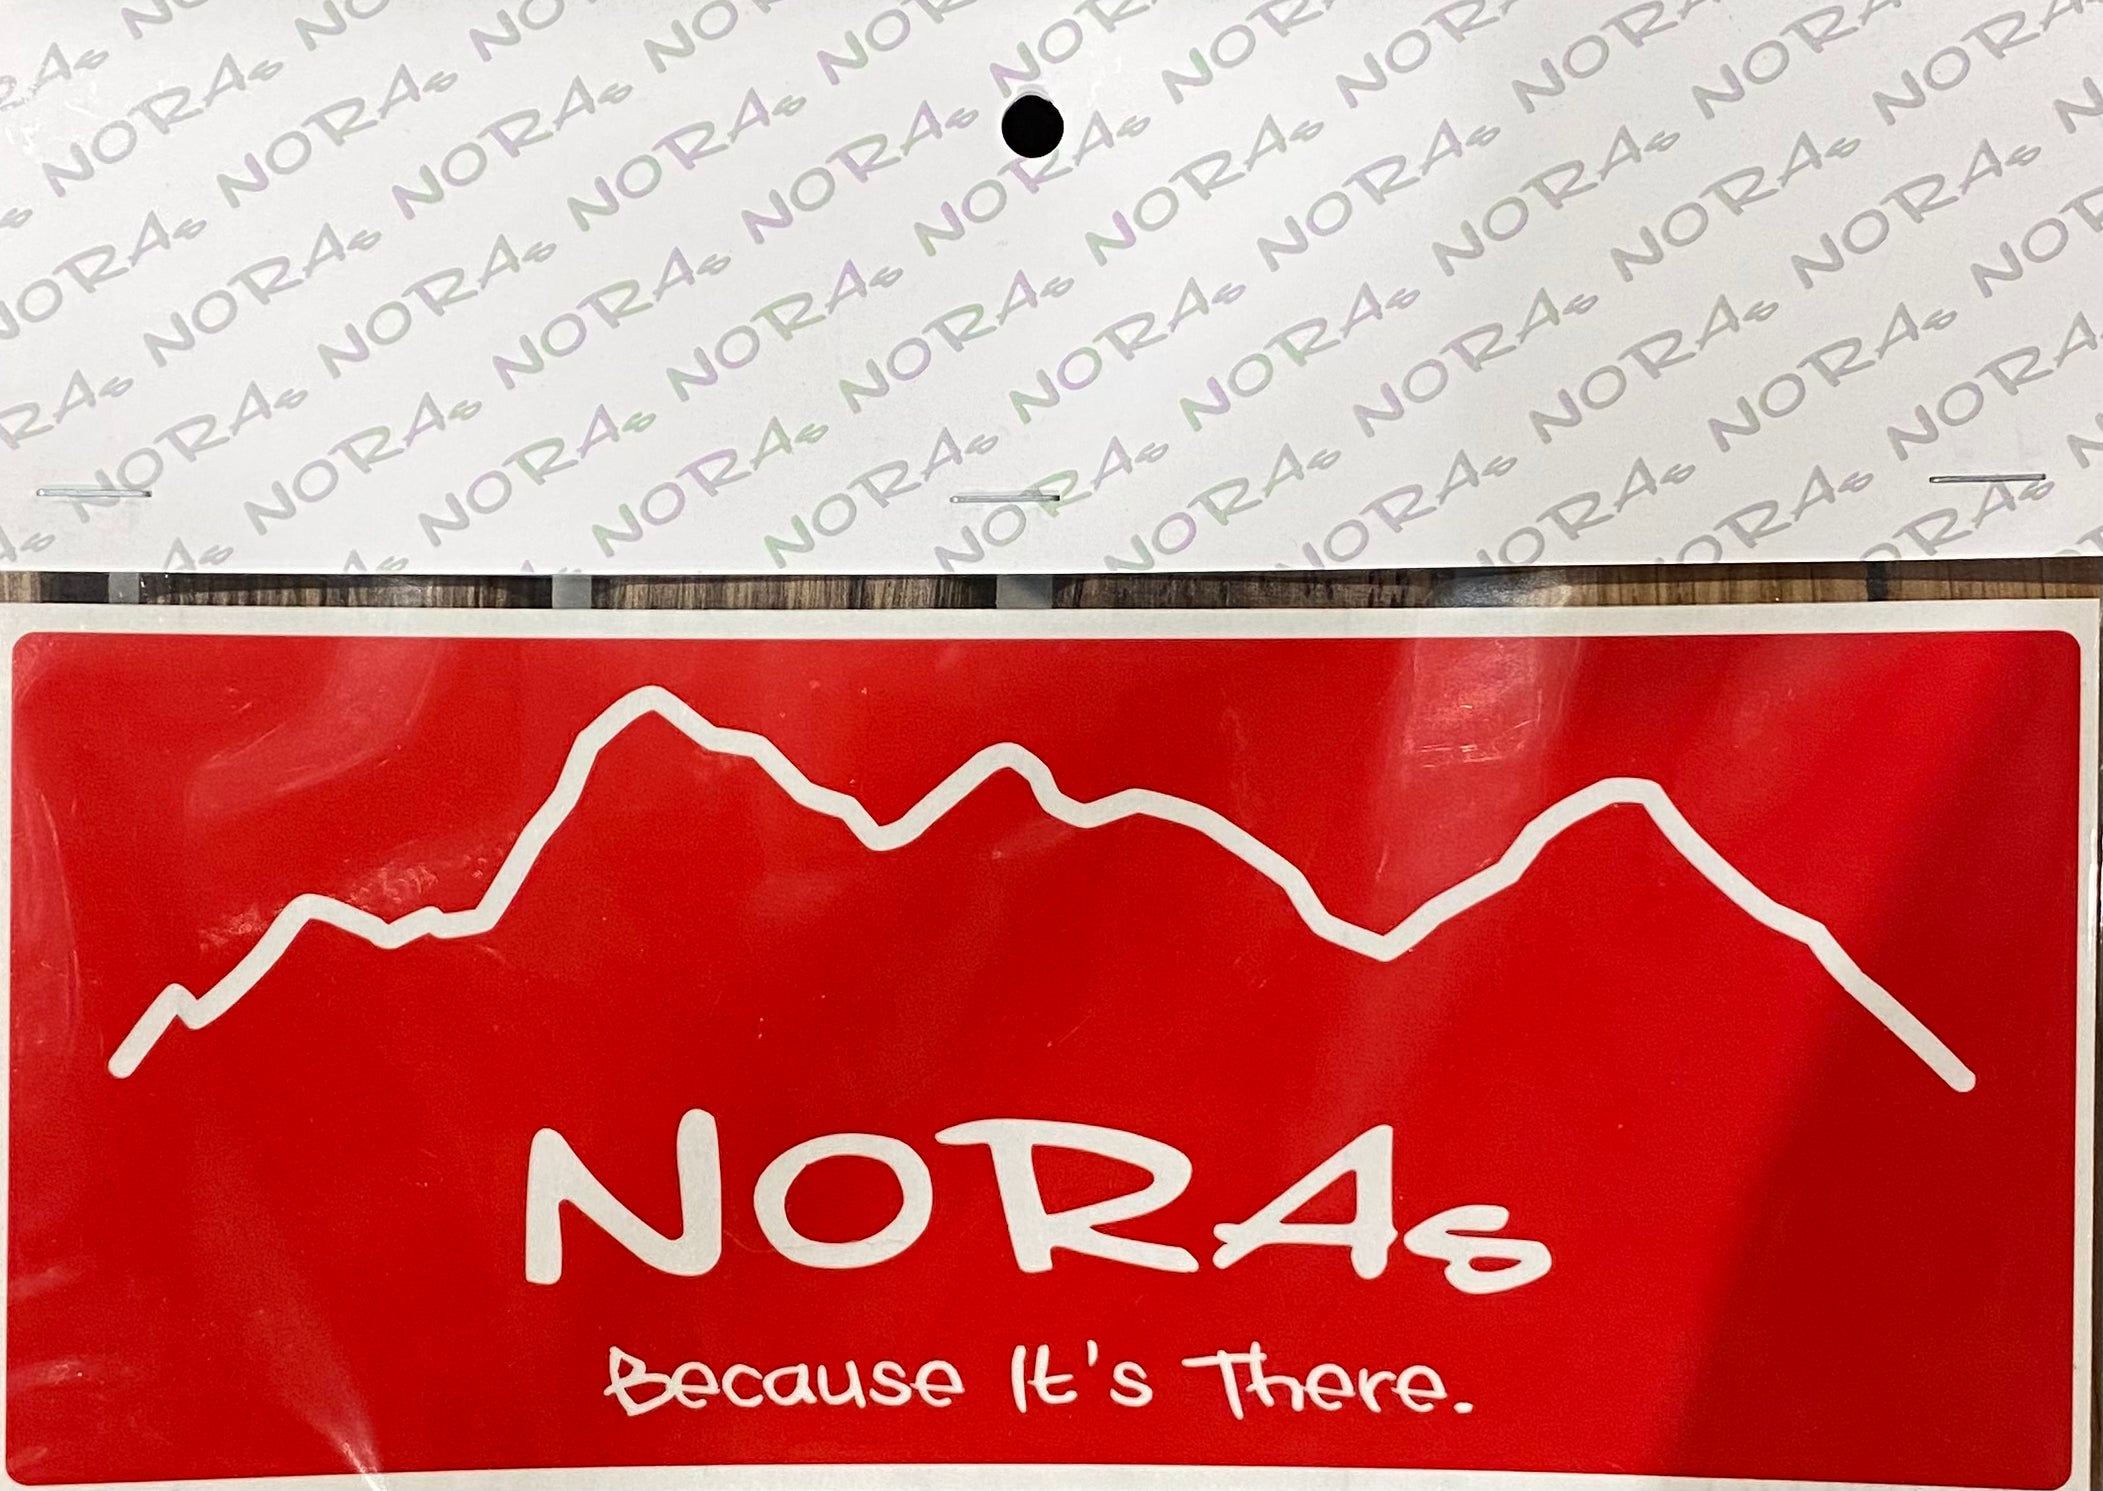 NORAs
Because It's There.